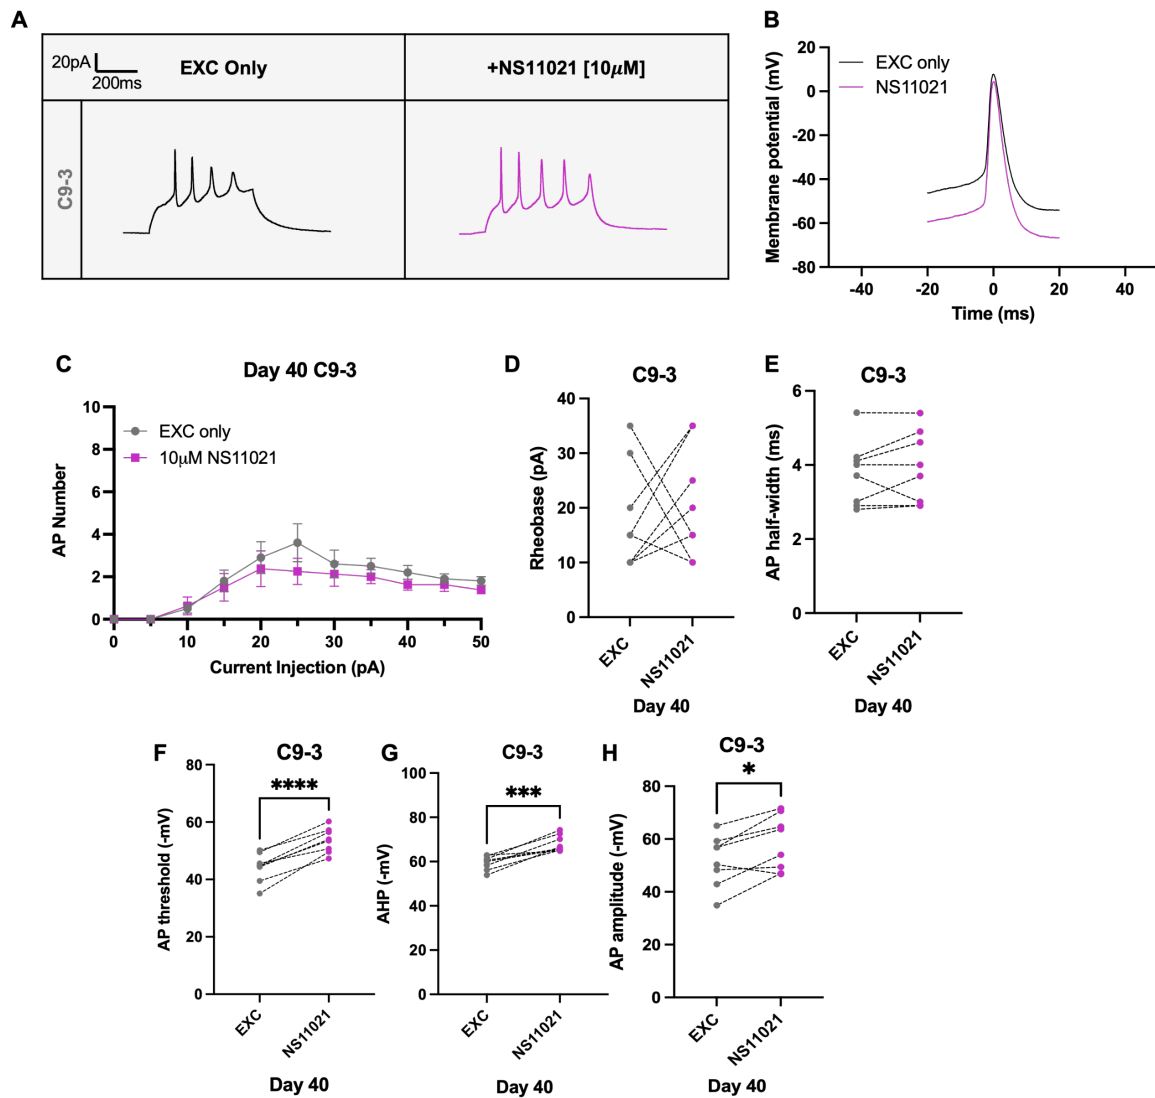 A
20pA
200ms
EXC Only
+NS11021 [10µM]
C9-3
B
20
0
-20
-40
-60
-80
Membrane potential (mV)
EXC only
NS11021
-40
-20
0
20
40
Time (ms)
C
Day 40 C9-3
10
8
6
4
2
0
AP Number
EXC only
10µM NS11021
0
10
20
30
40
50
Current Injection (pA)
D
C9-3
40
30
20
10
0
Rheobase (pA)
EXC
NS11021
Day 40
E
C9-3
6
4
2
0
AP half-width (ms)
EXC
NS11021
Day 40
F
C9-3
****
80
60
40
20
0
AP threshold (-mV)
EXC
NS11021
Day 40
G
C9-3
***
100
80
60
40
20
0
AHP (-mV)
EXC
NS11021
Day 40
H
C9-3
*
80
60
40
20
0
AP amplitude (-mV)
EXC
NS11021
Day 40